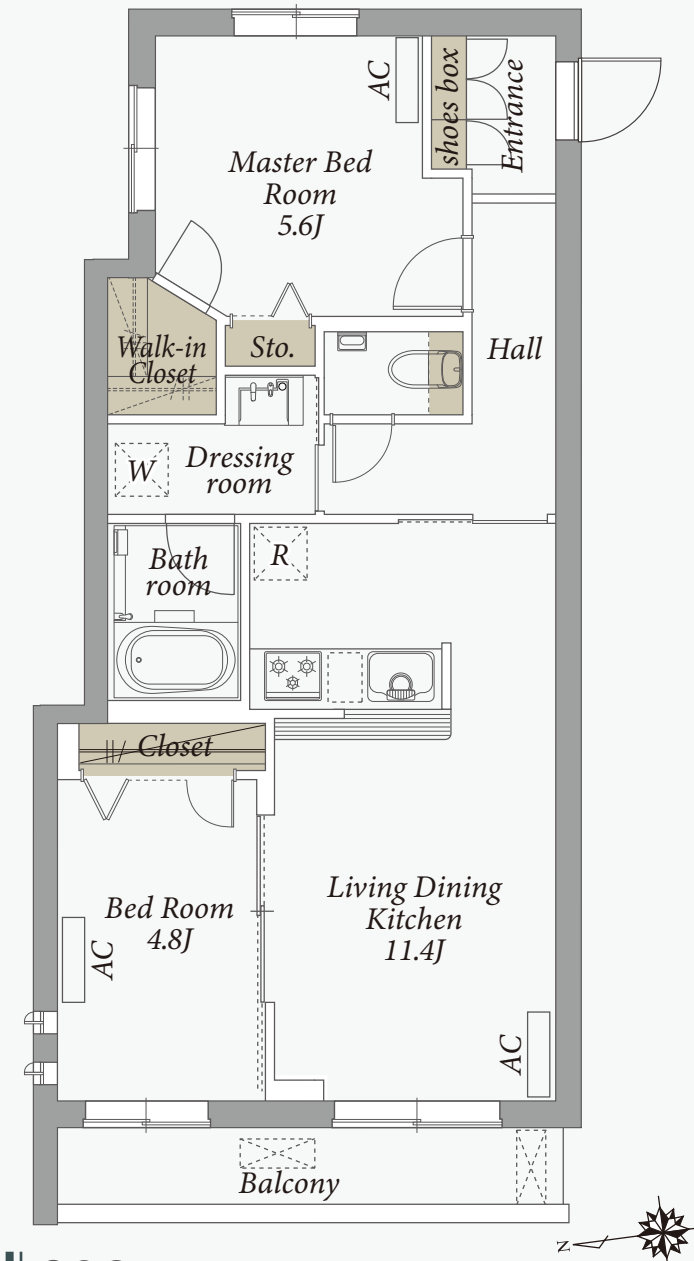 AC
shoes box
Entrance
Master Bed
Room
5.6J
Walk-in
Closet
Sto.
Hall
W
Dressing
room
Bath
room
R
Closet
Living Dining
Kitchen
11.4J
Bed Room
4.8J
AC
AC
Balcony
N